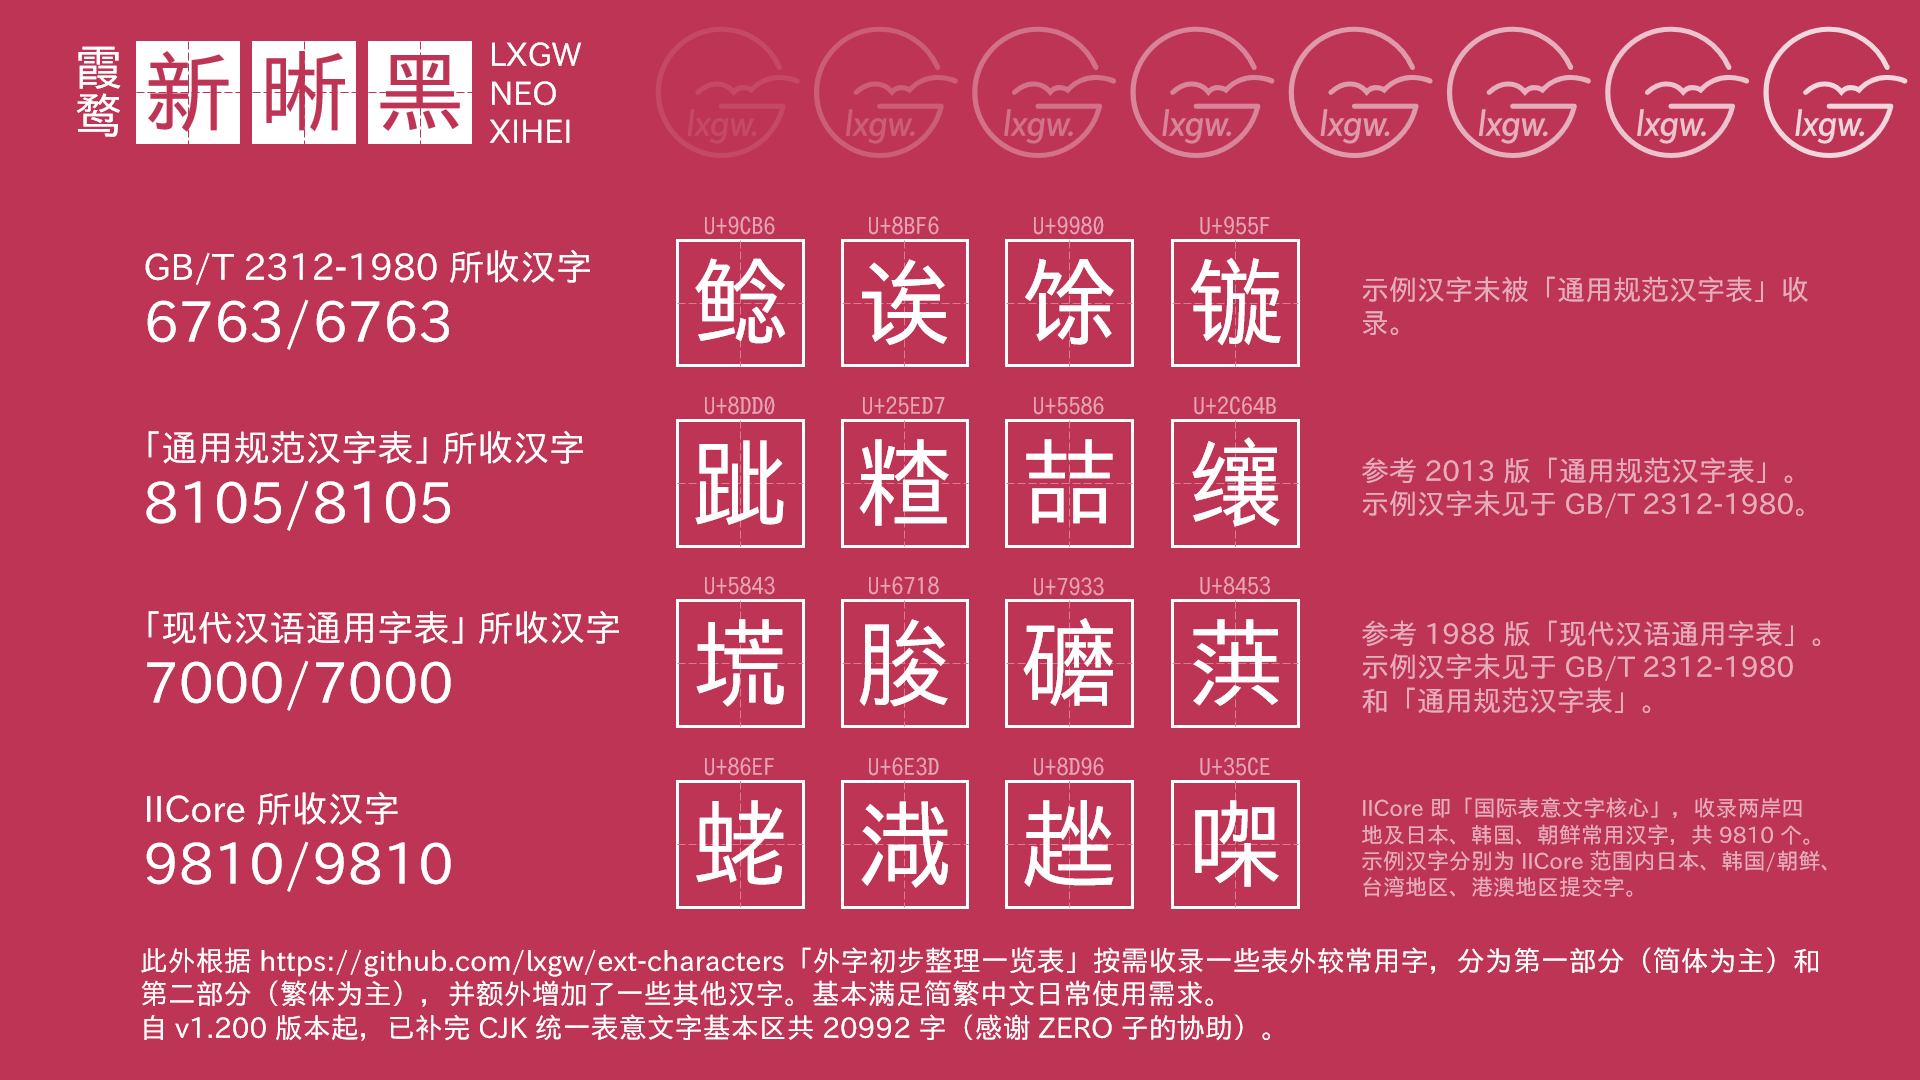 霞鹜
新晰黑
LXGW
NEO
XIHEI
lxgw. lxgw. lxgw. lxgw. lxgw. lxgw. lxgw. lxgw.
GB/T 2312-1980 所收汉字
6763/6763
U+9CB6 U+8BF6 U+9980 U+955F
鲶 诶 馀 镟
示例汉字未被「通用规范汉字表」收
录。
「通用规范汉字表」所收汉字
8105/8105
U+8DD0 U+25ED7 U+5586 U+2C64B
跐 𥻗 喆 𬙋
参考 2013 版「通用规范汉字表」。
示例汉字未见于 GB/T 2312-1980。
「现代汉语通用字表」所收汉字
7000/7000
U+5843 U+6718 U+7933 U+8453
塃 朘 礳 葓
参考 1988 版「现代汉语通用字表」。
示例汉字未见于 GB/T 2312-1980
和「通用规范汉字表」。
IICore 所收汉字
9810/9810
U+86EF U+6E3D U+8D96 U+35CE
蛯 渽 趖 㗎
IICore 即「国际表意文字核心」，收录两岸四
地及日本、韩国、朝鲜常用汉字，共 9810 个。
示例汉字分别为 IICore 范围内日本、韩国/朝鲜、
台湾地区、港澳地区提交字。
此外根据 https://github.com/lxgw/ext-characters「外字初步整理一览表」按需收录一些表外较常用字，分为第一部分（简体为主）和
第二部分（繁体为主），并额外增加了一些其他汉字。基本满足简繁中文日常使用需求。
自 v1.200 版本起，已补完 CJK 统一表意文字基本区共 20992 字（感谢 ZERO 子的协助）。